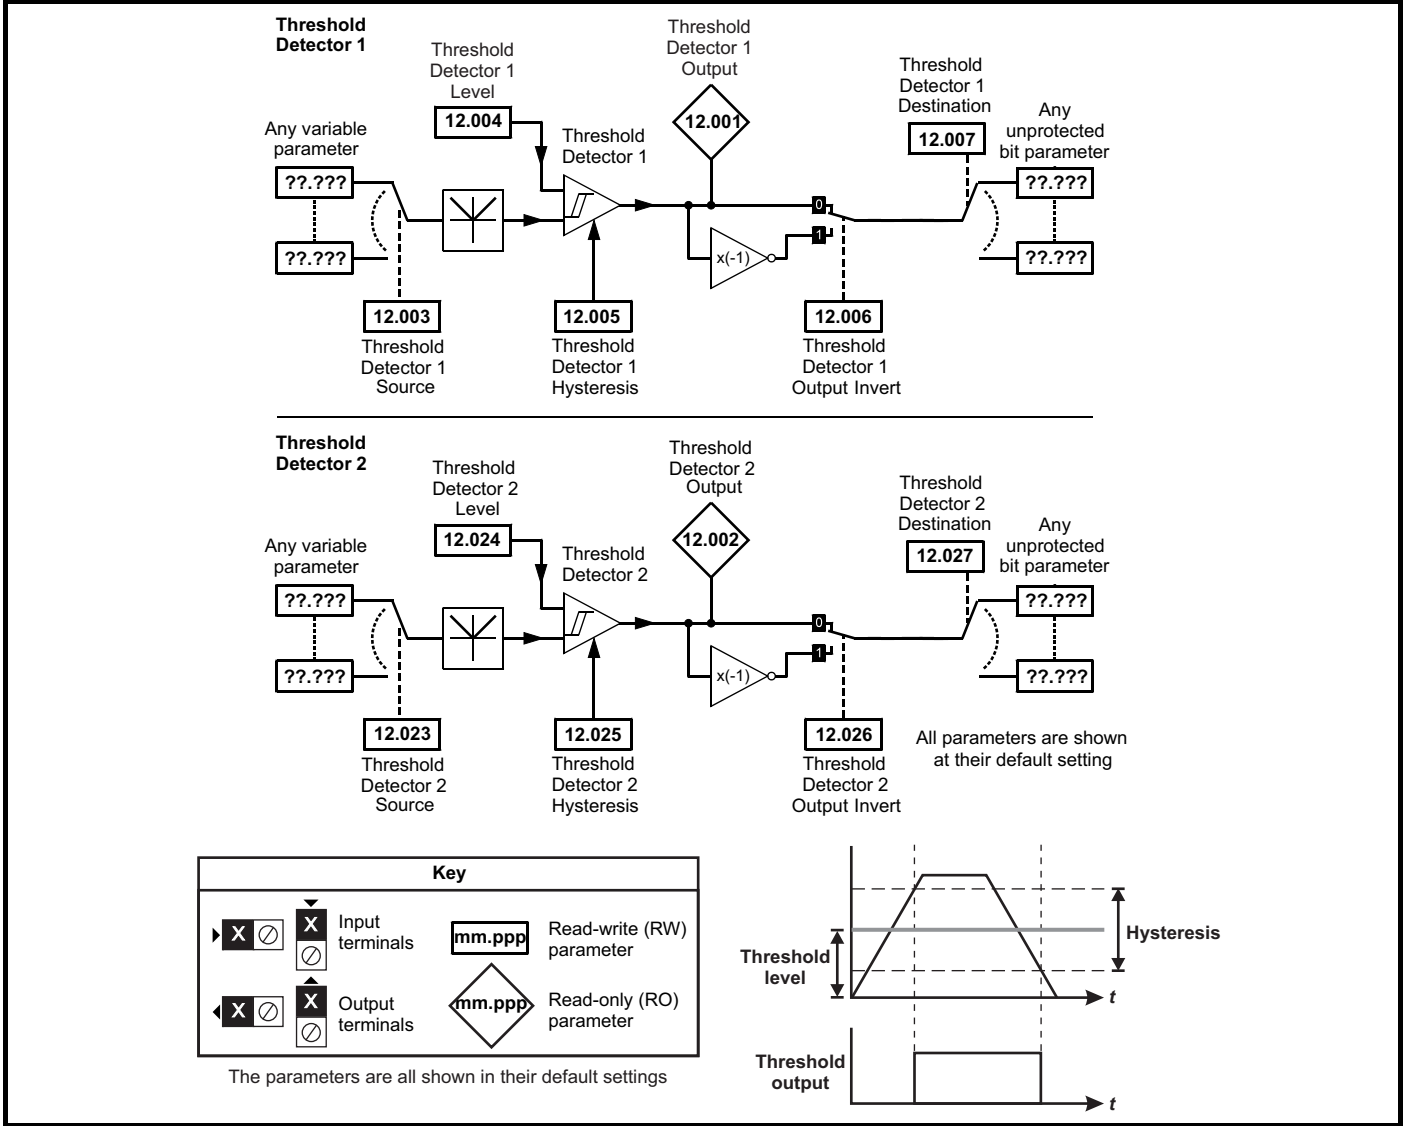 Threshold
Detector 1
Threshold
Detector 1
Level
12.004
Threshold
Detector 1
Output
12.001
Threshold
Detector 1
Destination
12.007
Any variable
parameter
??.???
??.???
Threshold
Detector 1
Any
unprotected
bit parameter
??.???
??.???
0
1
x(-1)
12.003
Threshold
Detector 1
Source
12.005
Threshold
Detector 1
Hysteresis
12.006
Threshold
Detector 1
Output Invert
Threshold
Detector 2
Threshold
Detector 2
Level
12.024
Threshold
Detector 2
Output
12.002
Threshold
Detector 2
Destination
12.027
Any variable
parameter
??.???
??.???
Threshold
Detector 2
Any
unprotected
bit parameter
??.???
??.???
0
1
x(-1)
12.023
Threshold
Detector 2
Source
12.025
Threshold
Detector 2
Hysteresis
12.026
Threshold
Detector 2
Output Invert
All parameters are shown
at their default setting
Key
X
X
Input
terminals
mm.ppp
Read-write (RW)
parameter
X
X
Output
terminals
mm.ppp
Read-only (RO)
parameter
The parameters are all shown in their default settings
Threshold
level
Hysteresis
t
Threshold
output
t